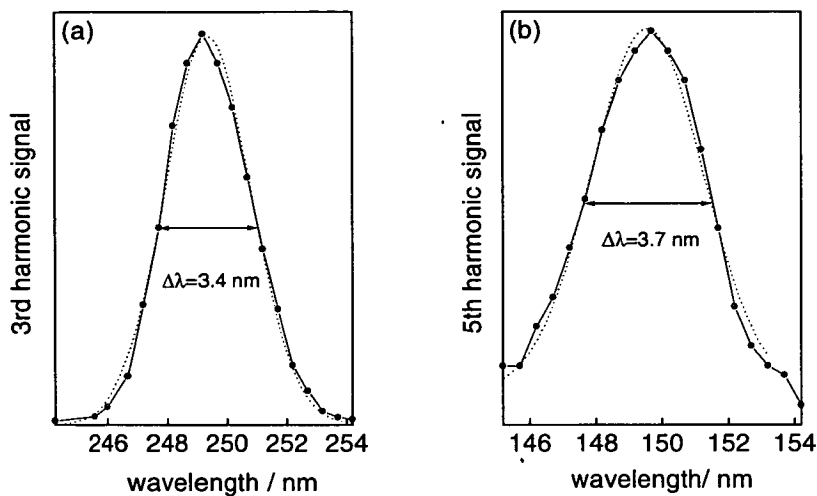 (a)
3rd harmonic signal
Δλ=3.4 nm
246 248 250 252 254
wavelength / nm
(b)
5th harmonic signal
Δλ=3.7 nm
146 148 150 152 154
wavelength/ nm